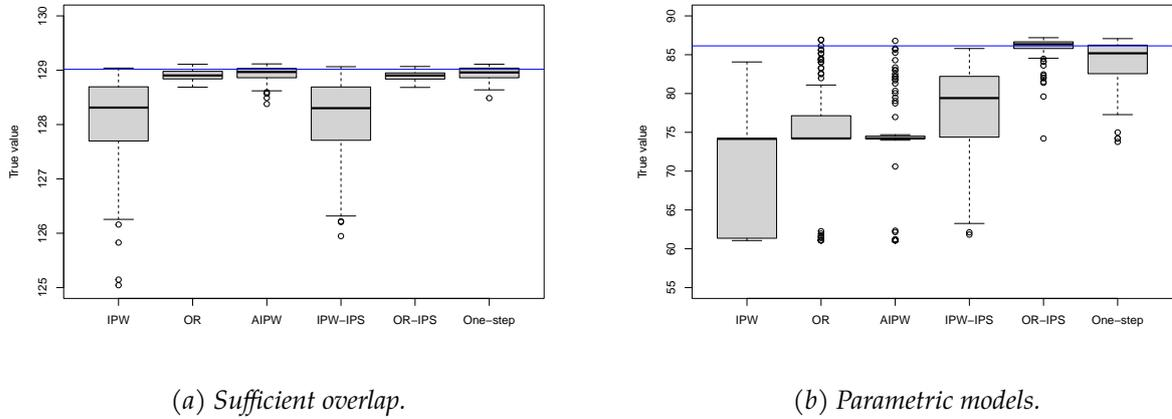 True value
130
129
128
127
126
125
IPW
OR
AIPW
IPW−IPS
OR−IPS
One−step
(a) Sufficient overlap.
True value
90
85
80
75
70
65
60
55
IPW
OR
AIPW
IPW−IPS
OR−IPS
One−step
(b) Parametric models.